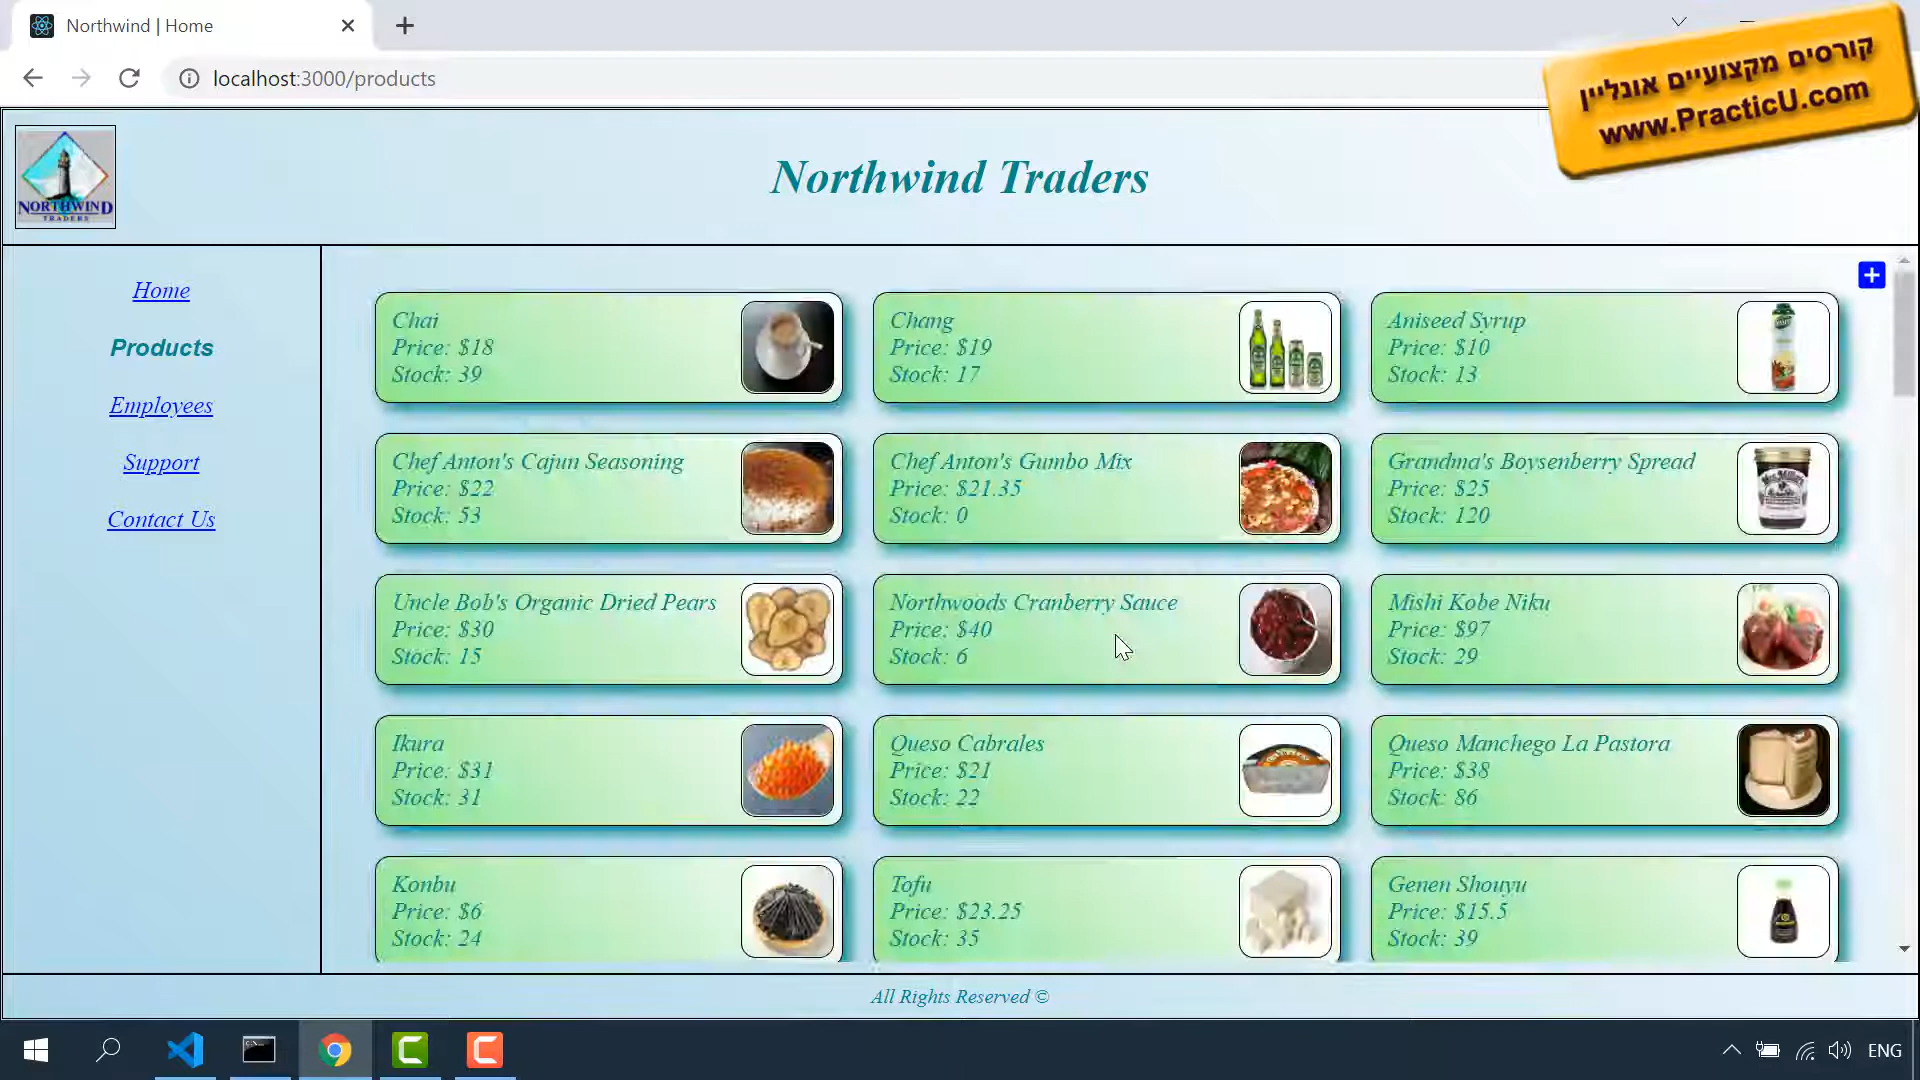 Northwind | Home
localhost:3000/products
קורסים מקצועיים אונליין
www.PracticU.com
NORTHWIND
TRADERS
Northwind Traders
Home
Products
Employees
Support
Contact Us
Chai
Price: $18
Stock: 39
Chang
Price: $19
Stock: 17
Aniseed Syrup
Price: $10
Stock: 13
Chef Anton's Cajun Seasoning
Price: $22
Stock: 53
Chef Anton's Gumbo Mix
Price: $21.35
Stock: 0
Grandma's Boysenberry Spread
Price: $25
Stock: 120
Uncle Bob's Organic Dried Pears
Price: $30
Stock: 15
Northwoods Cranberry Sauce
Price: $40
Stock: 6
Mishi Kobe Niku
Price: $97
Stock: 29
Ikura
Price: $31
Stock: 31
Queso Cabrales
Price: $21
Stock: 22
Queso Manchego La Pastora
Price: $38
Stock: 86
Konbu
Price: $6
Stock: 24
Tofu
Price: $23.25
Stock: 35
Genen Shouyu
Price: $15.5
Stock: 39
All Rights Reserved ©
ENG